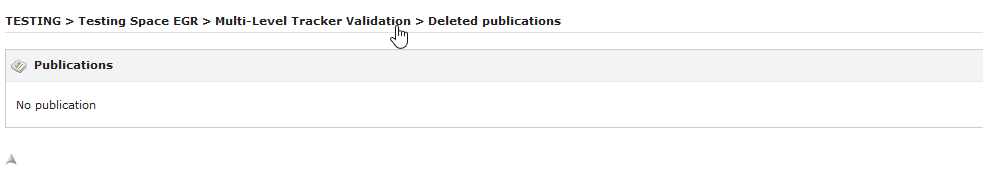 TESTING > Testing Space EGR > Multi-Level Tracker Validation > Deleted publications
Publications
No publication